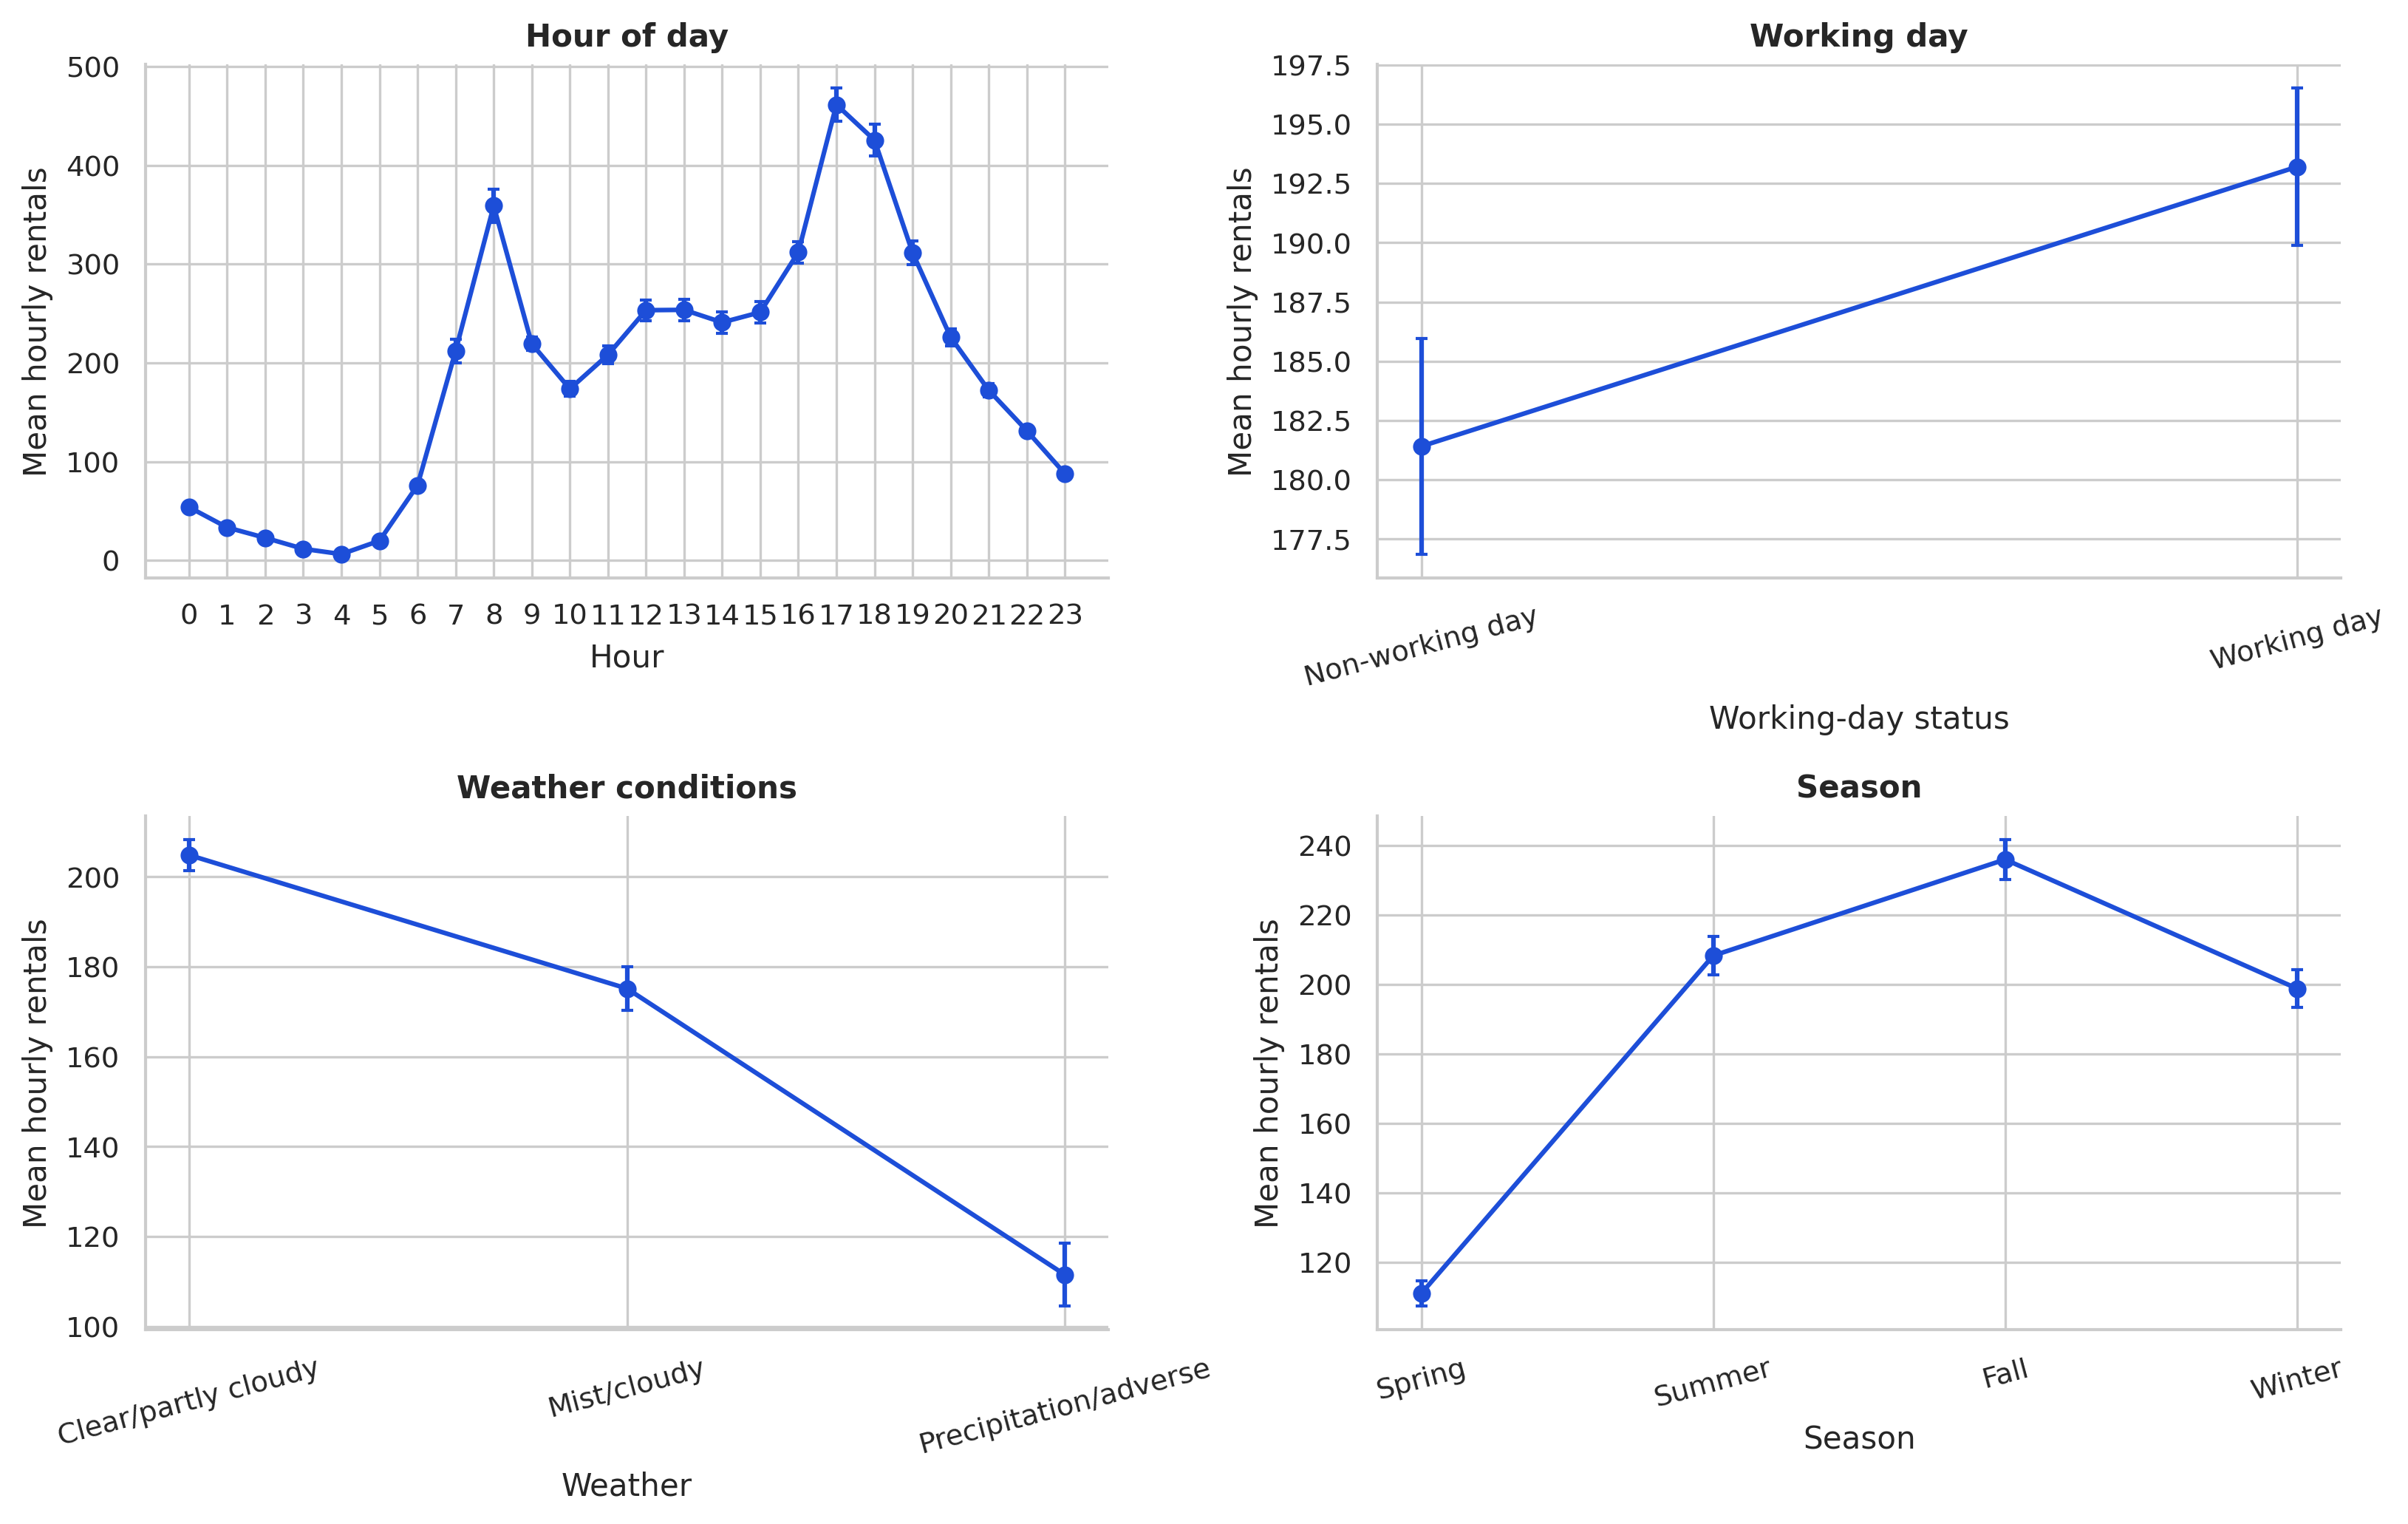 Hour of day
Mean hourly rentals
500
400
300
200
100
0
0 1 2 3 4 5 6 7 8 9 10 11 12 13 14 15 16 17 18 19 20 21 22 23
Hour
Working day
Mean hourly rentals
197.5
195.0
192.5
190.0
187.5
185.0
182.5
180.0
177.5
Non-working day Working day
Working-day status
Weather conditions
Mean hourly rentals
200
180
160
140
120
100
Clear/partly cloudy Mist/cloudy Precipitation/adverse
Weather
Season
Mean hourly rentals
240
220
200
180
160
140
120
Spring Summer Fall Winter
Season